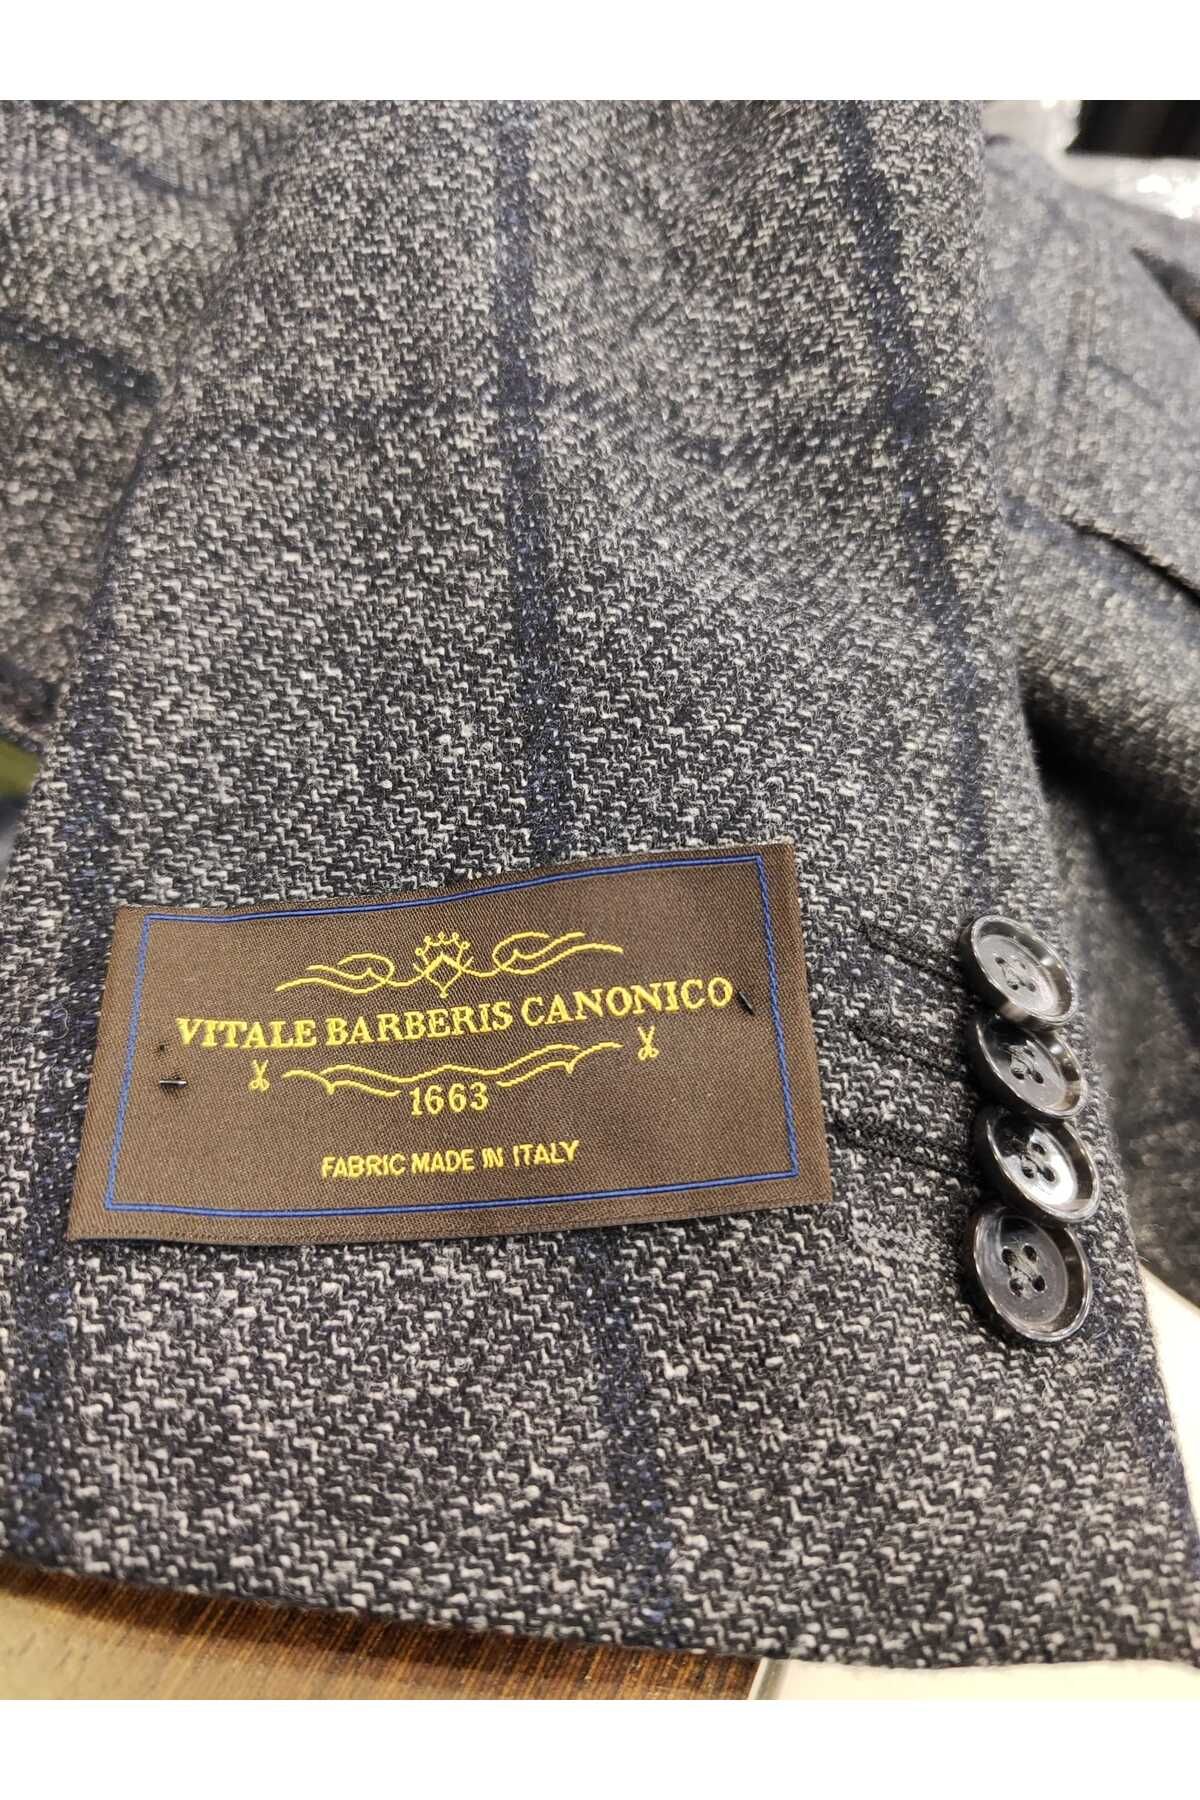 VITALE BARBERIS CANONICO
1663
FABRIC MADE IN ITALY